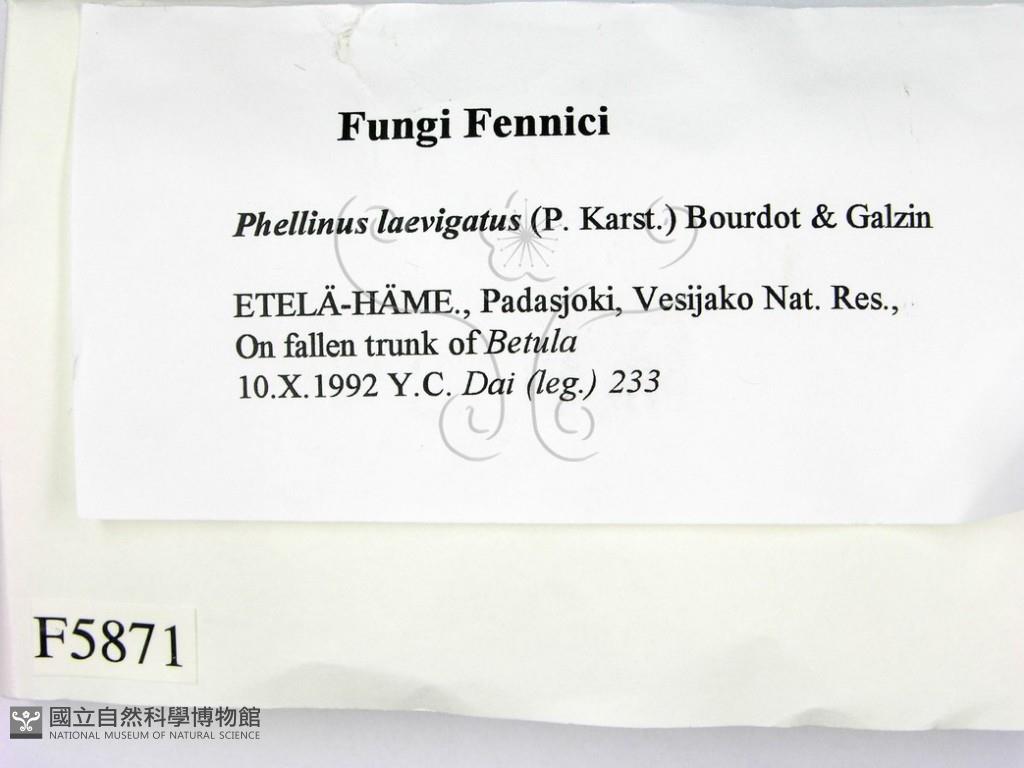 Fungi Fennici
Phellinus laevigatus (P. Karst.) Bourdot & Galzin
ETELÄ-HÄME., Padasjoki, Vesijako Nat. Res.,
On fallen trunk of Betula
10.X.1992 Y.C. Dai (leg.) 233
F5871
國立自然科學博物館
NATIONAL MUSEUM OF NATURAL SCIENCE